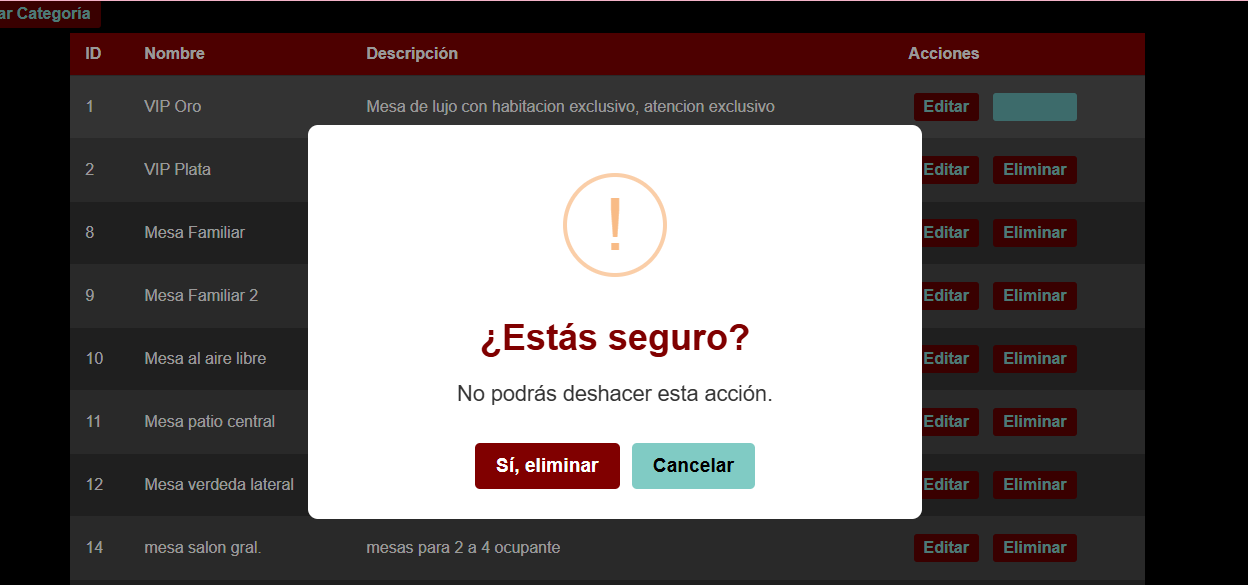 ar Categoría
ID Nombre Descripción Acciones
1 VIP Oro Mesa de lujo con habitacion exclusivo, atencion exclusivo Editar
2 VIP Plata Editar Eliminar
8 Mesa Familiar Editar Eliminar
9 Mesa Familiar 2 Editar Eliminar
10 Mesa al aire libre Editar Eliminar
11 Mesa patio central Editar Eliminar
12 Mesa verdeda lateral Editar Eliminar
14 mesa salon gral. mesas para 2 a 4 ocupante Editar Eliminar
!
¿Estás seguro?
No podrás deshacer esta acción.
Sí, eliminar Cancelar